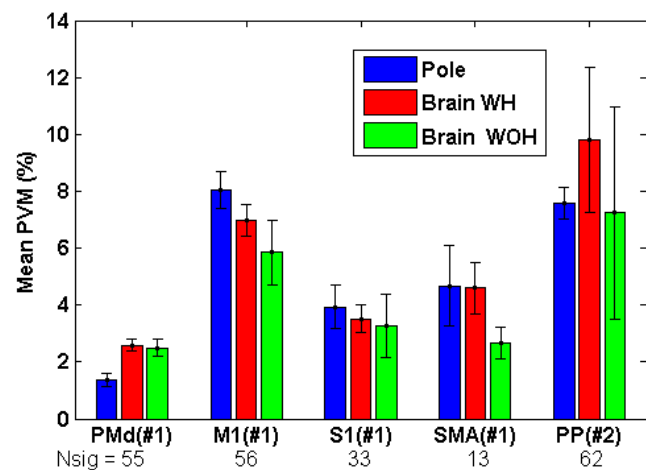 14
12
10
8
6
4
2
0
Mean PVM (%)
Pole
Brain WH
Brain WOH
PMd(#1) M1(#1) S1(#1) SMA(#1) PP(#2)
Nsig = 55 56 33 13 62